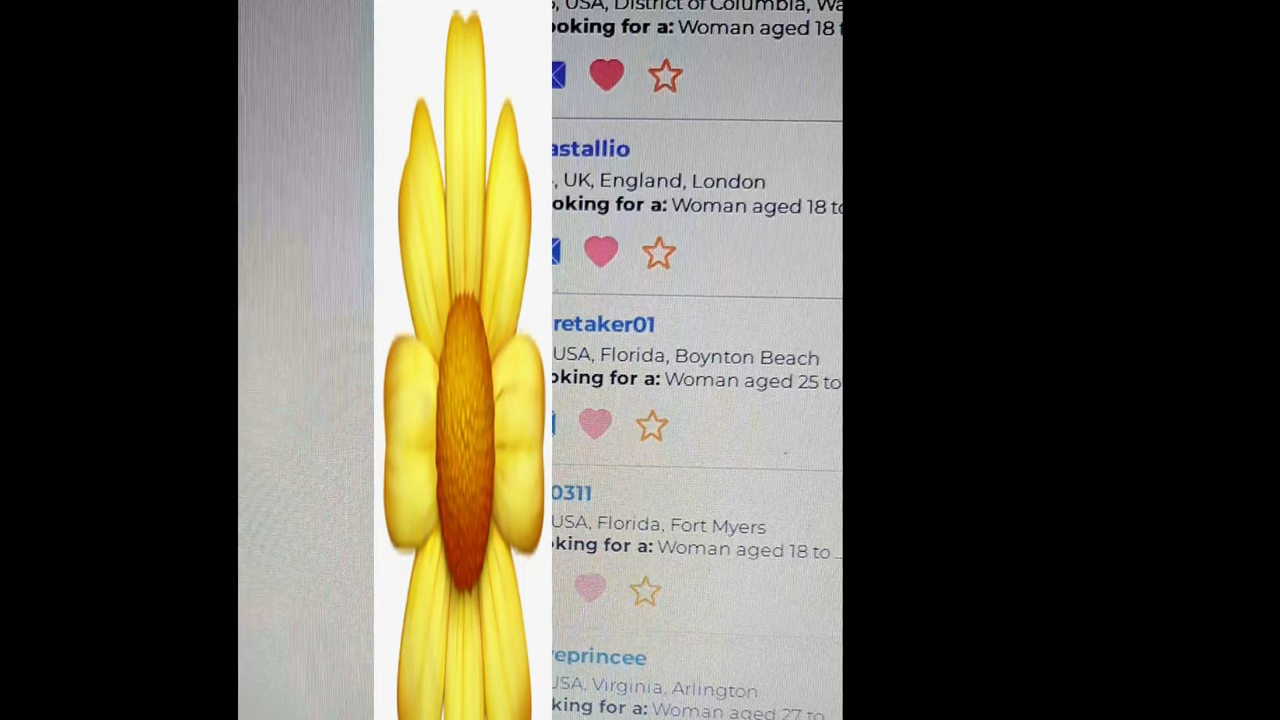 , USA, District of Columbia, Wa
ooking for a: Woman aged 18 t
astallio
, UK, England, London
oking for a: Woman aged 18 to
retaker01
USA, Florida, Boynton Beach
oking for a: Woman aged 25 to
0311
USA, Florida, Fort Myers
king for a: Woman aged 18 to ...
eprincee
USA, Virginia, Arlington
king for a: Woman aged 27 to